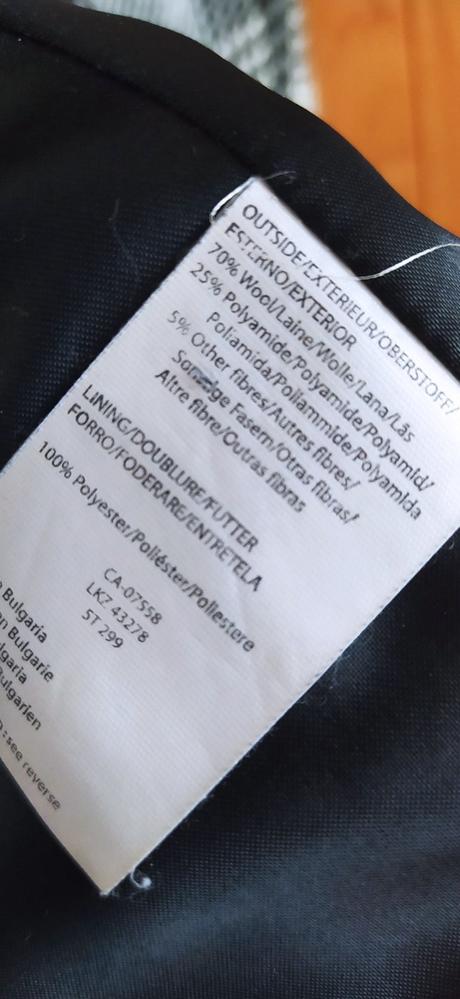 OUTSIDE/EXTERIEUR/OBERSTOFF/
ESTERNO/EXTERIOR
70% Wool/Laine/Wolle/Lana/Lãs
25% Polyamide/Polyamide/Polyamid/
Poliamida/Poliammide/Polyamida
5% Other fibres/Autres fibres/
Fasern/Otras fibras/
Altre fibre/Outras fibras
LINING/DOUBLURE/FUTTER
FORRO/FODERARE/ENTRETELA
100% Polyester/Poliéster/Poliestere
CA:07558
LKZ 43278
ST 299
Bulgaria
en Bulgarie
Bulgaria
Bulgarien
: see reverse